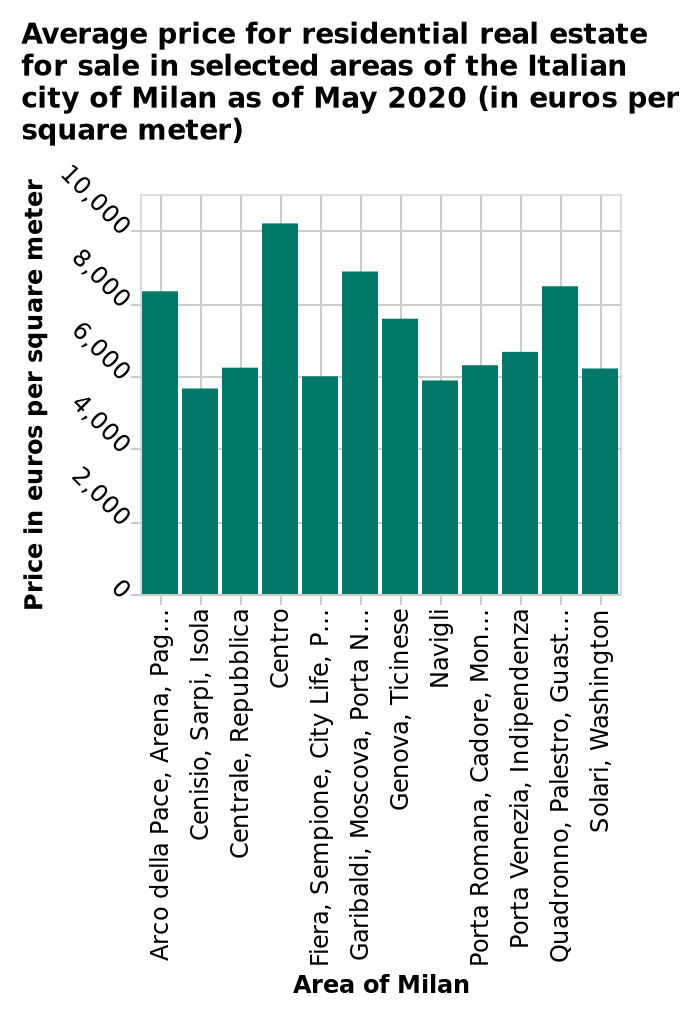 Average price for residential real estate
for sale in selected areas of the Italian
city of Milan as of May 2020 (in euros per
square meter)
Price in euros per square meter
10,000
8,000
6,000
4,000
2,000
0
Arco della Pace, Arena, Pag…
Cenisio, Sarpi, Isola
Centrale, Repubblica
Centro
Fiera, Sempione, City Life, P…
Garibaldi, Moscova, Porta N…
Genova, Ticinese
Navigli
Porta Romana, Cadore, Mon…
Porta Venezia, Indipendenza
Quadronno, Palestro, Guast…
Solari, Washington
Area of Milan